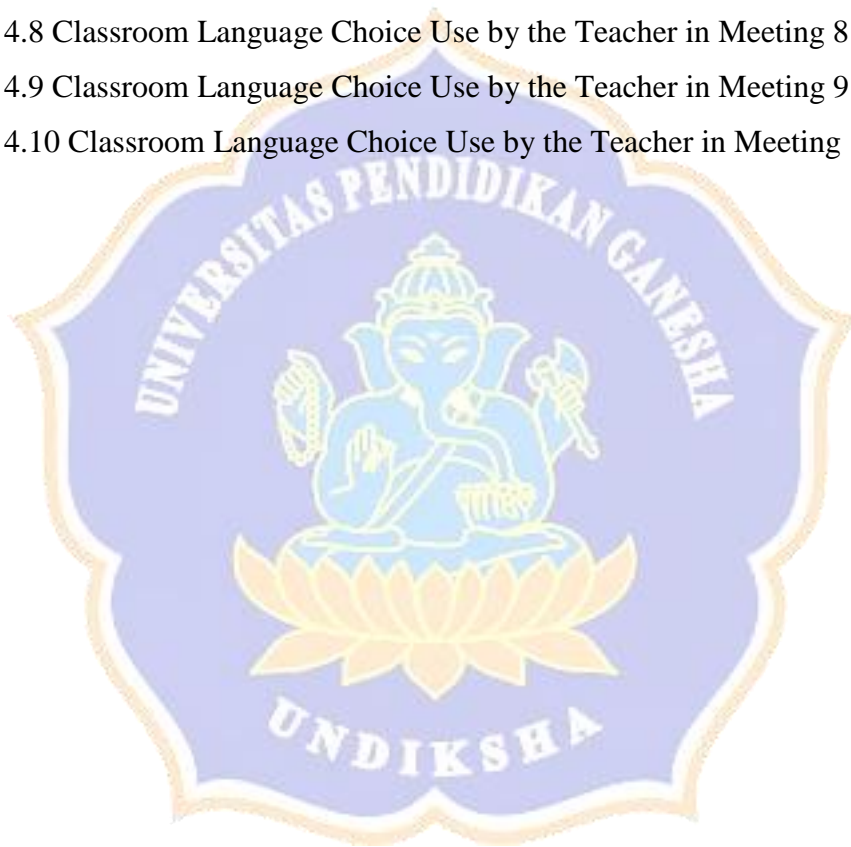 4.8 Classroom Language Choice Use by the Teacher in Meeting 8
4.9 Classroom Language Choice Use by the Teacher in Meeting 9
4.10 Classroom Language Choice Use by the Teacher in Meeting
UNIVERSITAS PENDIDIKAN GANESHA
UNDIKSHA